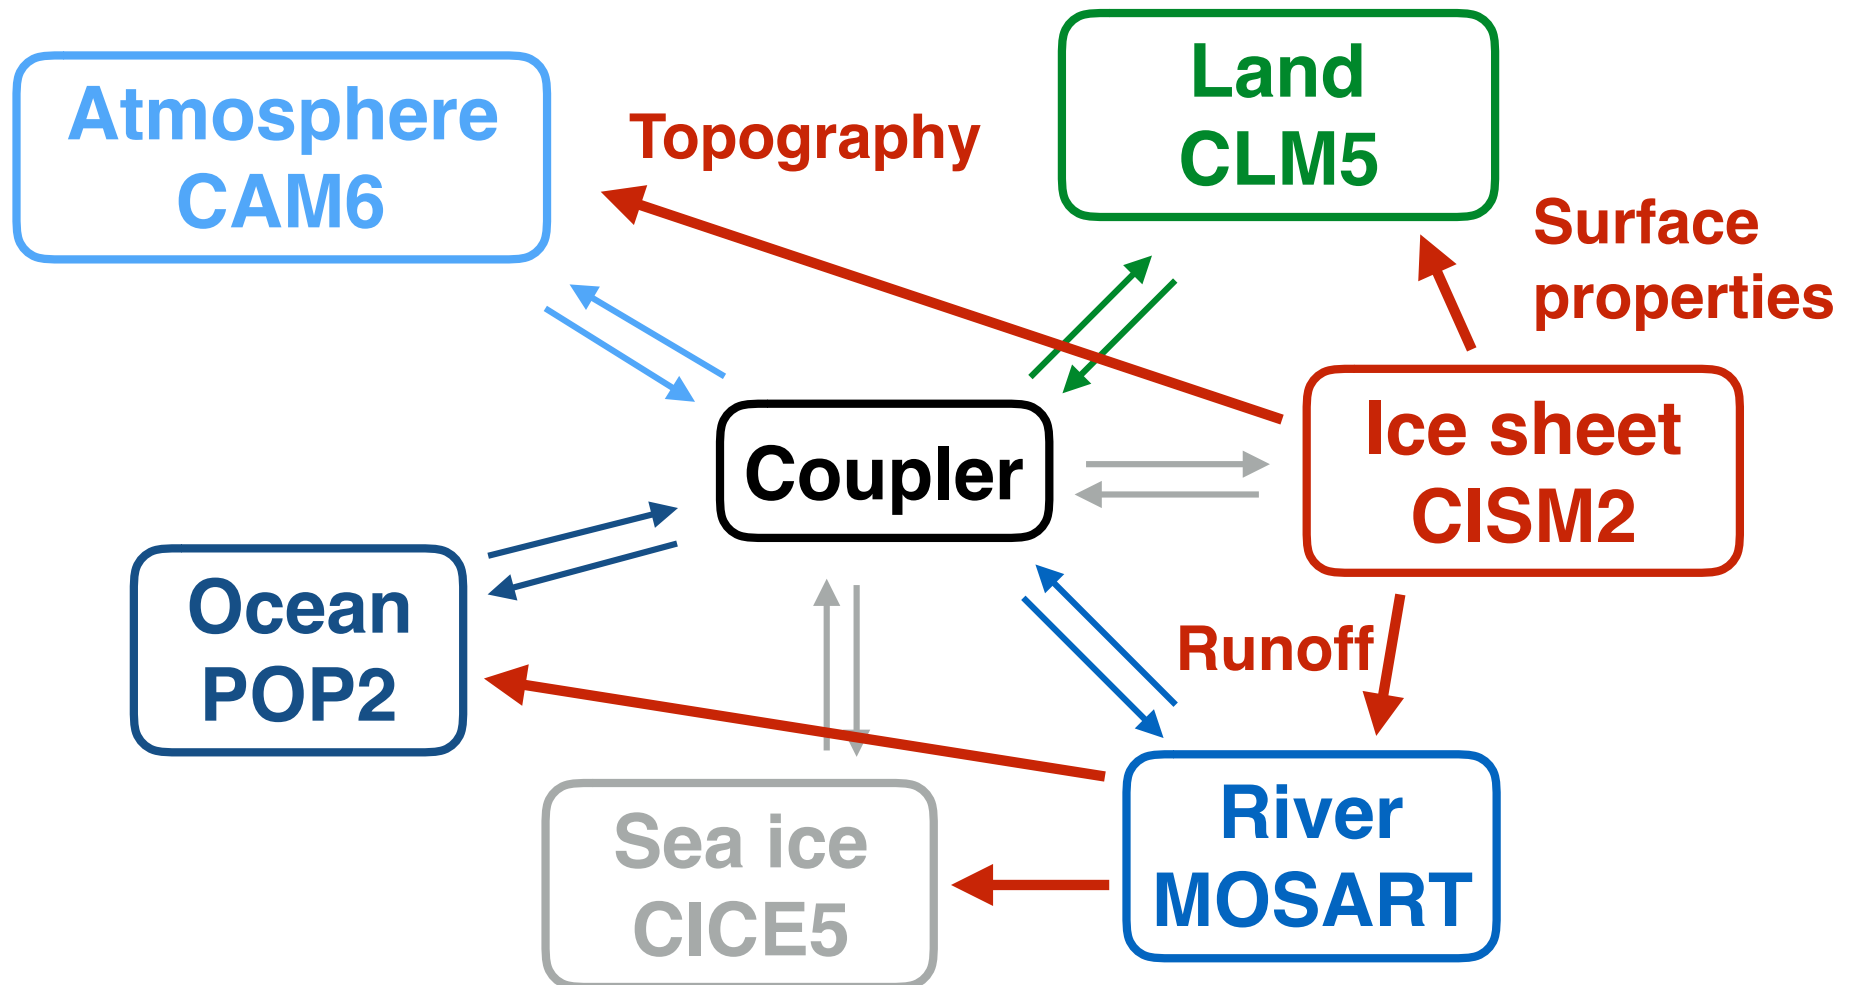 Atmosphere
CAM6
Topography
Land
CLM5
Surface
properties
Coupler
Ice sheet
CISM2
Ocean
POP2
Runoff
Sea ice
CICE5
River
MOSART